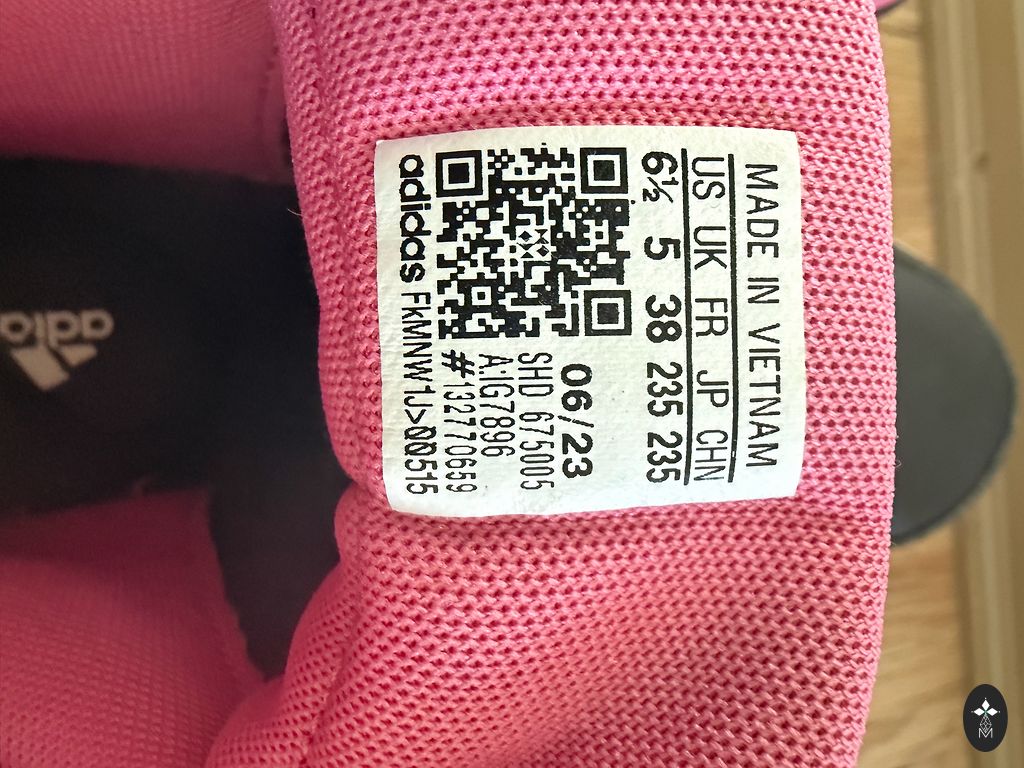 MADE IN VIETNAM
US UK FR JP CHN
6½ 5 38 235 235
06/23
SHD 675005
A.IG7896
#132770659
adidas FKMNW1J>00515
adidas
M